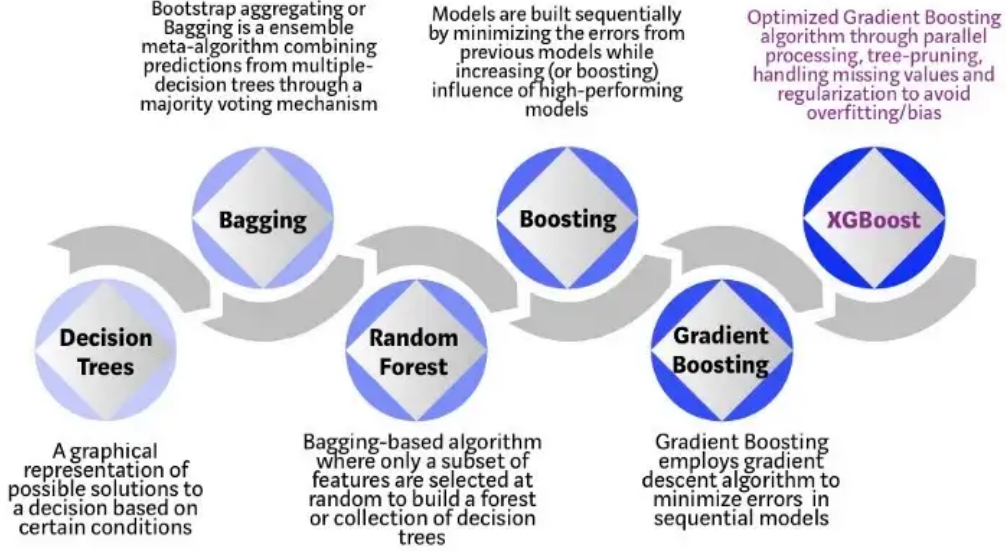 Bootstrap aggregating or
Bagging is a ensemble
meta-algorithm combining
predictions from multiple-
decision trees through a
majority voting mechanism
Models are built sequentially
by minimizing the errors from
previous models while
increasing (or boosting)
influence of high-performing
models
Optimized Gradient Boosting
algorithm through parallel
processing, tree-pruning,
handling missing values and
regularization to avoid
overfitting/bias
Bagging
Boosting
XGBoost
Decision
Trees
Random
Forest
Gradient
Boosting
A graphical
representation of
possible solutions to
a decision based on
certain conditions
Bagging-based algorithm
where only a subset of
features are selected at
random to build a forest
or collection of decision
trees
Gradient Boosting
employs gradient
descent algorithm to
minimize errors in
sequential models